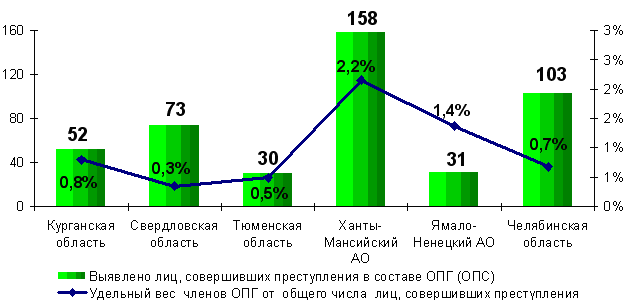 158
160
3%
3%
120
2,2%
103
2%
73
80
1,4%
2%
52
0,7%
1%
40
0,3%
30
31
0,8%
0,5%
1%
0
0%
Курганская
область
Свердловская
область
Тюменская
область
Ханты-
Мансийский
АО
Ямало-
Ненецкий АО
Челябинская
область
Выявлено лиц, совершивших преступления в составе ОПГ (ОПС)
Удельный вес членов ОПГ от общего числа лиц, совершивших преступления